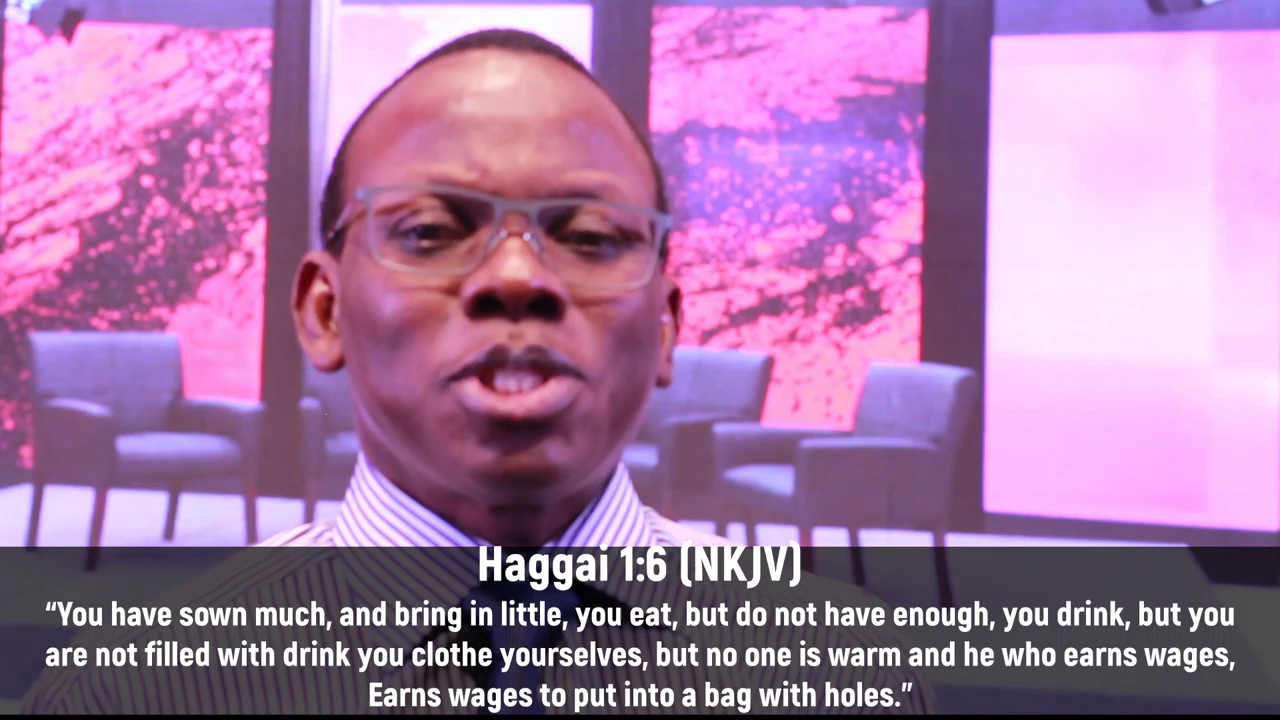 Haggai 1:6 (NKJV)
“You have sown much, and bring in little, you eat, but do not have enough, you drink, but you
are not filled with drink you clothe yourselves, but no one is warm and he who earns wages,
Earns wages to put into a bag with holes.”